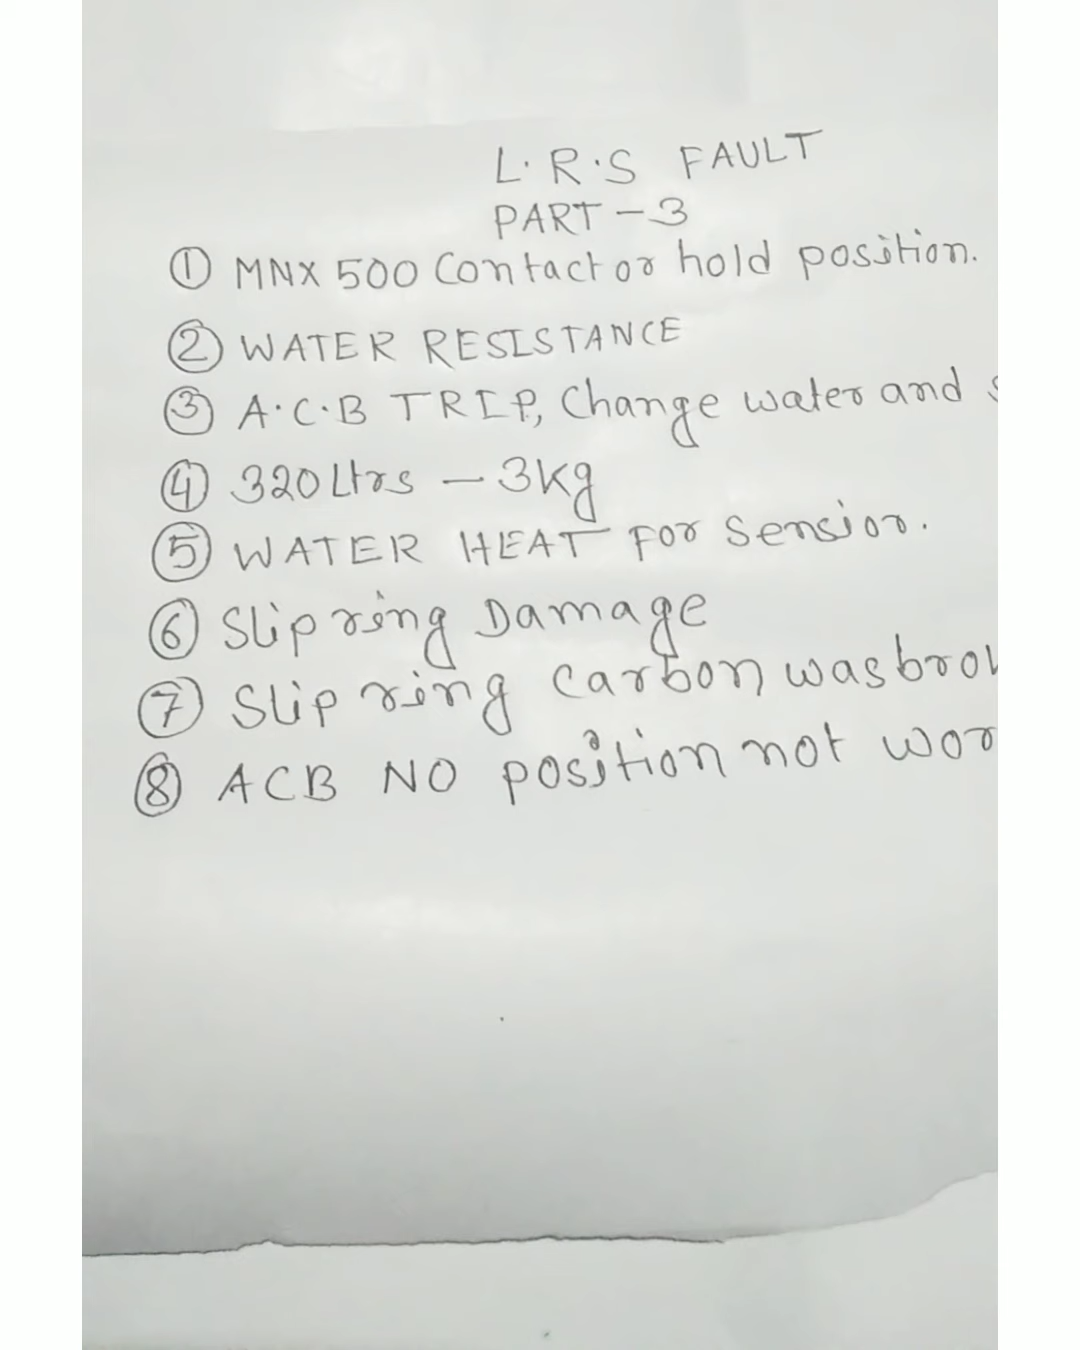 L.R.S FAULT
PART - 3
① MNX 500 Contactor hold position.
② WATER RESISTANCE
③ A.C.B TRIP, Change water and
④ 320 Ltrs - 3kg
⑤ WATER HEAT For Sensior.
⑥ Slip ring Damage
⑦ Slip ring Carbon was
⑧ ACB NO position not